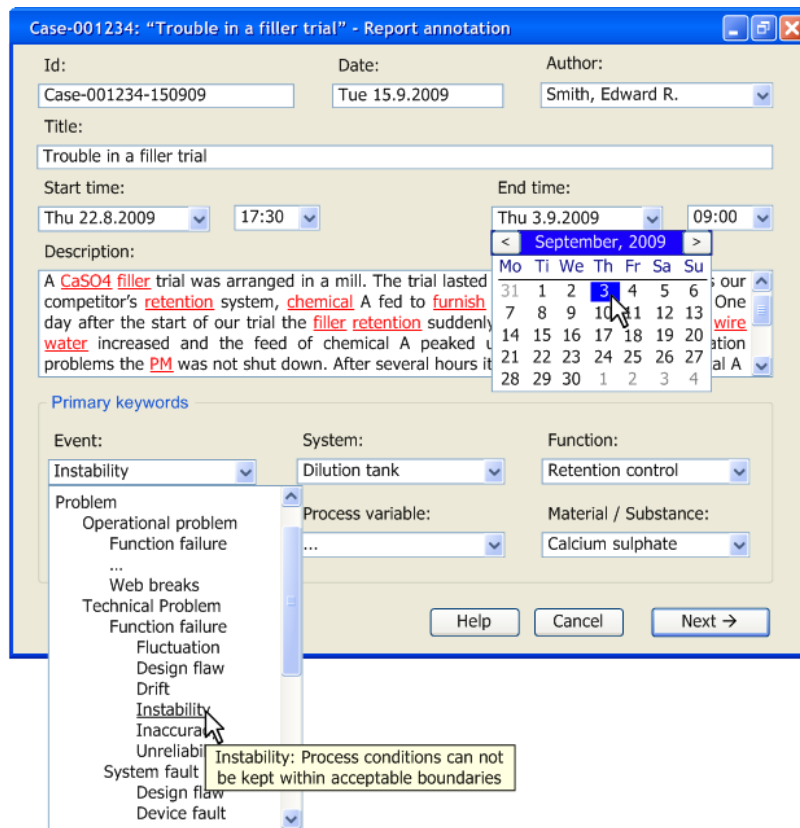 Case-001234: “Trouble in a filler trial” - Report annotation
Id: Date: Author:
Case-001234-150909 Tue 15.9.2009 Smith, Edward R.
Title:
Trouble in a filler trial
Start time: End time:
Thu 22.8.2009 17:30 Thu 3.9.2009 09:00
< September, 2009 >
Mo Ti We Th Fr Sa Su
31 1 2 3 4 5 6
7 8 9 10 11 12 13
14 15 16 17 18 19 20
21 22 23 24 25 26 27
28 29 30 1 2 3 4
Description:
A CaSO4 filler trial was arranged in a mill. The trial lasted s our
competitor’s retention system, chemical A fed to furnish One
day after the start of our trial the filler retention suddenly wire
water increased and the feed of chemical A peaked ation
problems the PM was not shut down. After several hours it al A
Primary keywords
Event: System: Function:
Instability Dilution tank Retention control
Process variable: Material / Substance:
... Calcium sulphate
Problem
Operational problem
Function failure
...
Web breaks
Technical Problem
Function failure
Fluctuation
Design flaw
Drift
Instability
Inaccurac
Unreliabi
System fault
Design flaw
Device fault
Instability: Process conditions can not
be kept within acceptable boundaries
Help Cancel Next →